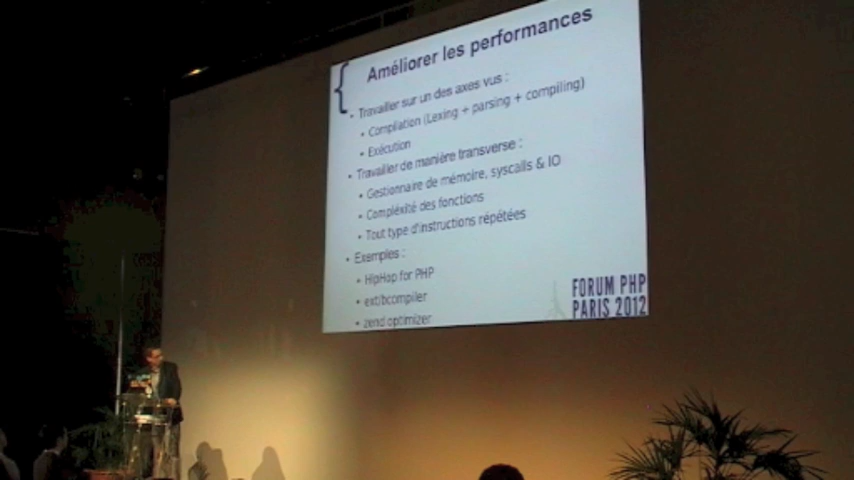 Améliorer les performances
{
• Travailler sur un des axes vus :
• Compilation (Lexing + parsing + compiling)
• Exécution
• Travailler de manière transverse :
• Gestionnaire de mémoire, syscalls & IO
• Compléxité des fonctions
• Tout type d'instructions répétées
• Exemples :
• HipHop for PHP
• ext/bcompiler
• zend optimizer
FORUM PHP
PARIS 2012